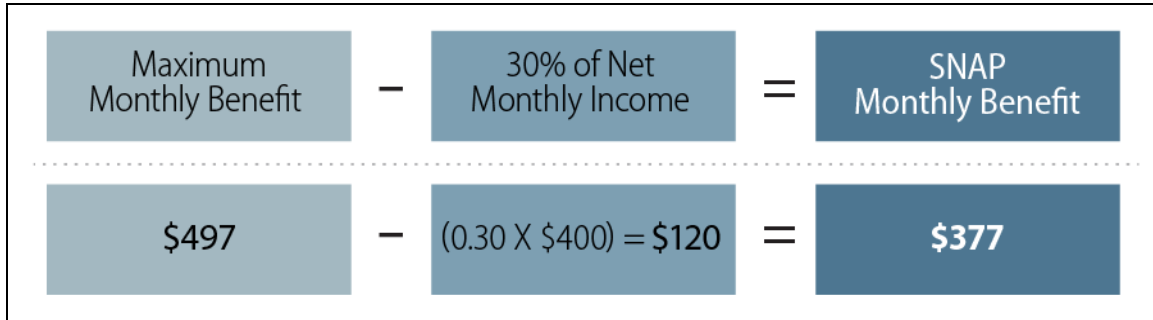 Maximum
Monthly Benefit
–
30% of Net
Monthly Income
=
SNAP
Monthly Benefit
$497
–
(0.30 X $400) = $120
=
$377